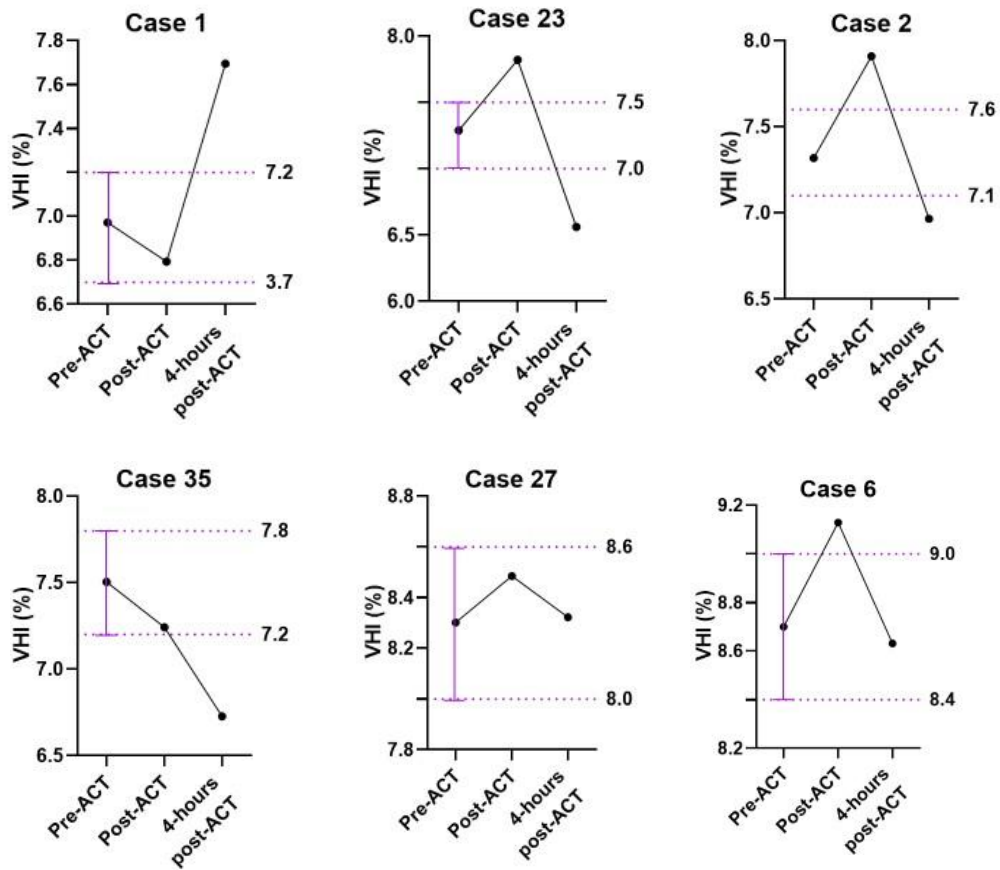 Case 1
VHI (%)
7.8
7.6
7.4
7.2
7.0
6.8
3.7
6.6
Pre-ACT
Post-ACT
4-hours
post-ACT
Case 23
VHI (%)
8.0
7.5
7.0
6.5
6.0
Pre-ACT
Post-ACT
4-hours
post-ACT
Case 2
VHI (%)
8.0
7.6
7.5
7.1
7.0
6.5
Pre-ACT
Post-ACT
4-hours
post-ACT
Case 35
VHI (%)
8.0
7.8
7.5
7.2
7.0
6.5
Pre-ACT
Post-ACT
4-hours
post-ACT
Case 27
VHI (%)
8.8
8.6
8.4
8.2
8.0
7.8
Pre-ACT
Post-ACT
4-hours
post-ACT
Case 6
VHI (%)
9.2
9.0
8.8
8.6
8.4
8.2
Pre-ACT
Post-ACT
4-hours
post-ACT